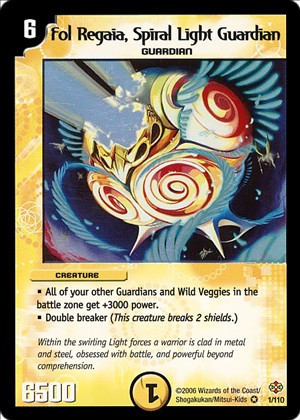 6
Fol Regaia, Spiral Light Guardian
GUARDIAN
CREATURE
▪ All of your other Guardians and Wild Veggies in the
battle zone get +3000 power.
▪ Double breaker (This creature breaks 2 shields.)
Within the swirling Light forces a warrior is clad in metal
and steel, obsessed with battle, and powerful beyond
comprehension.
6500
1
©2006 Wizards of the Coast/
Shogakukan/Mitsui-Kids
1/110